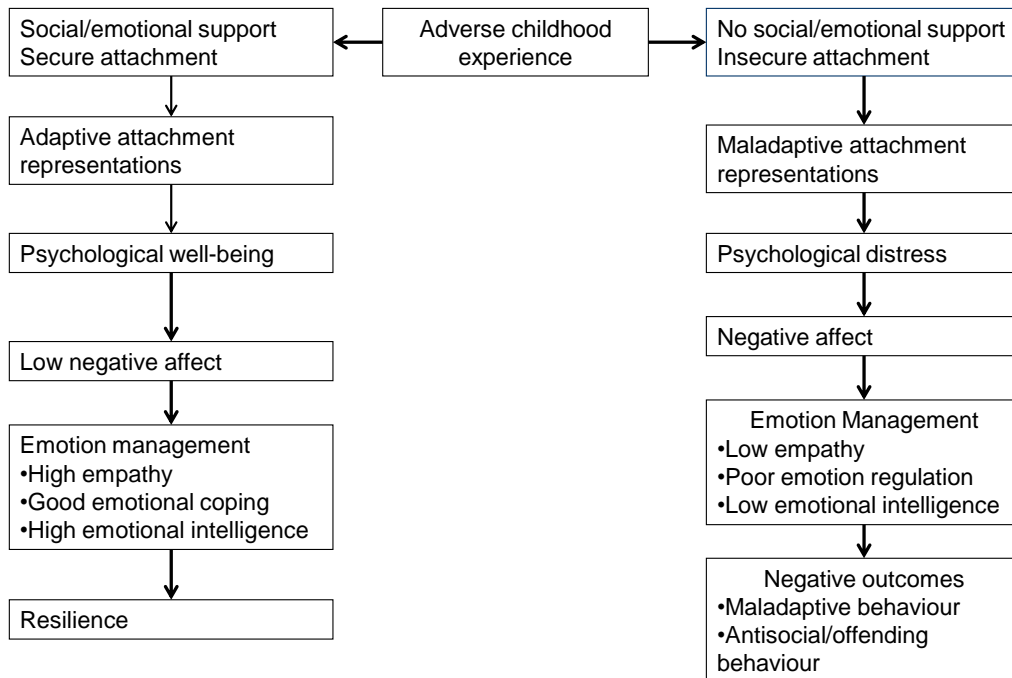 Social/emotional support
Secure attachment
Adverse childhood
experience
No social/emotional support
Insecure attachment
Adaptive attachment
representations
Maladaptive attachment
representations
Psychological well-being
Psychological distress
Low negative affect
Negative affect
Emotion management
•High empathy
•Good emotional coping
•High emotional intelligence
Emotion Management
•Low empathy
•Poor emotion regulation
•Low emotional intelligence
Resilience
Negative outcomes
•Maladaptive behaviour
•Antisocial/offending
behaviour